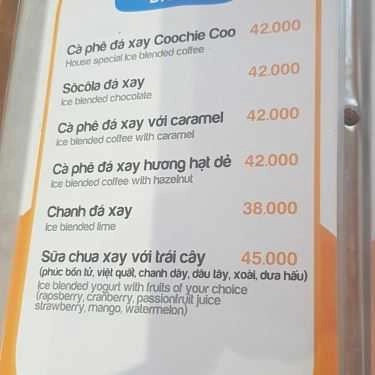 Cà phê đá xay Coochie Coo 42.000
House special ice blended coffee
Sôcôla đá xay 42.000
Ice blended chocolate
Cà phê đá xay với caramel 42.000
Ice blended coffee with caramel
Cà phê đá xay hương hạt dẻ 42.000
Ice blended coffee with hazelnut
Chanh đá xay 38.000
Ice blended lime
Sữa chua xay với trái cây 45.000
(phúc bồn tử, việt quất, chanh dây, dâu tây, xoài, dưa hấu)
Ice blended yogurt with fruits of your choice
(rapsberry, cranberry, passionfruit juice
strawberry, mango, watermelon)